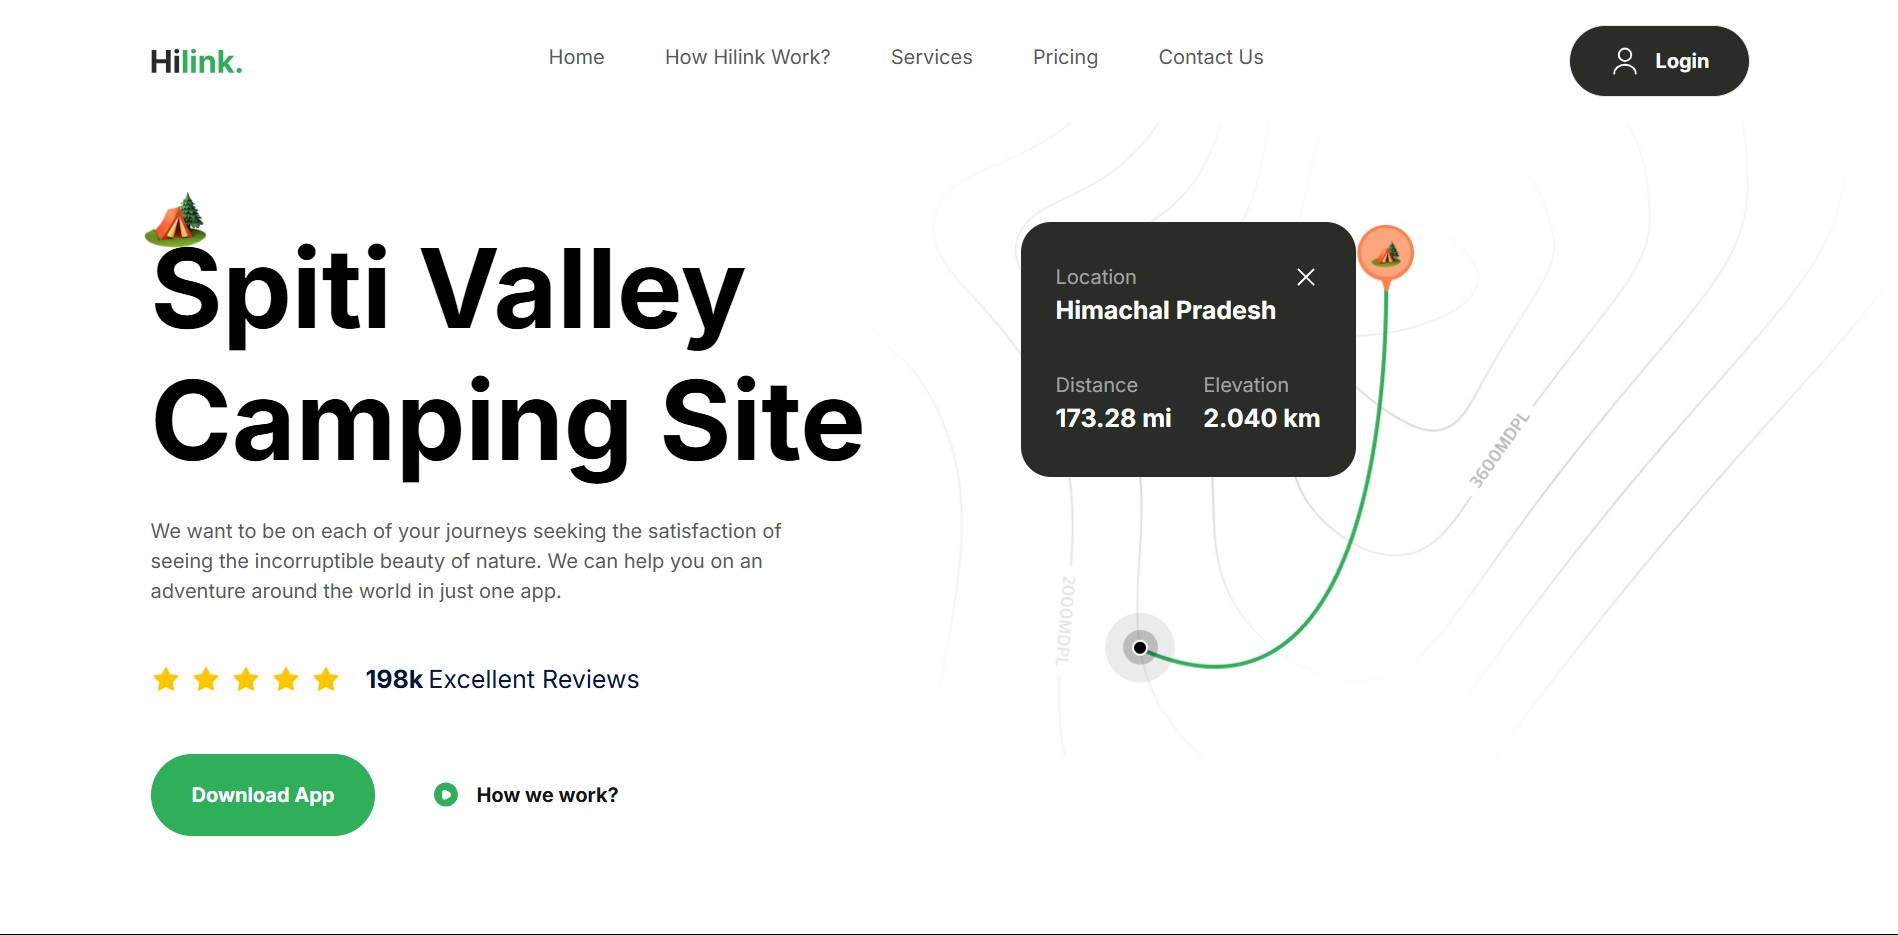 Hilink.
Home
How Hilink Work?
Services
Pricing
Contact Us
Login
Spiti Valley
Camping Site
We want to be on each of your journeys seeking the satisfaction of
seeing the incorruptible beauty of nature. We can help you on an
adventure around the world in just one app.
198k Excellent Reviews
Download App
How we work?
Location
Himachal Pradesh
Distance
Elevation
173.28 mi
2.040 km
3600MDPL
2000MDPL